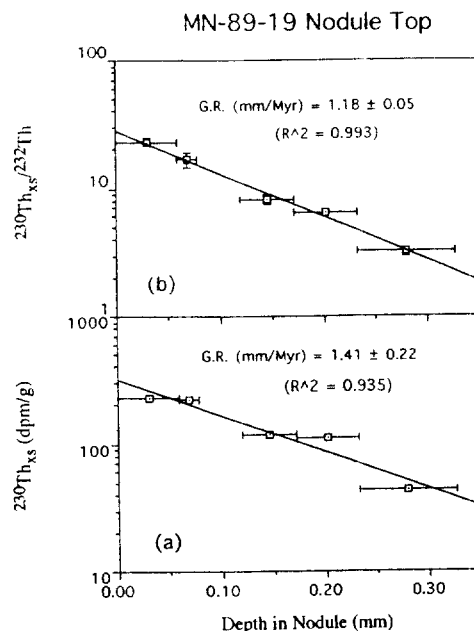 MN-89-19 Nodule Top
100
10
1
²³⁰Thxs/²³²Th
G.R. (mm/Myr) = 1.18 ± 0.05
(R^2 = 0.993)
(b)
1000
100
10
²³⁰Thxs (dpm/g)
G.R. (mm/Myr) = 1.41 ± 0.22
(R^2 = 0.935)
(a)
0.00 0.10 0.20 0.30
Depth in Nodule (mm)